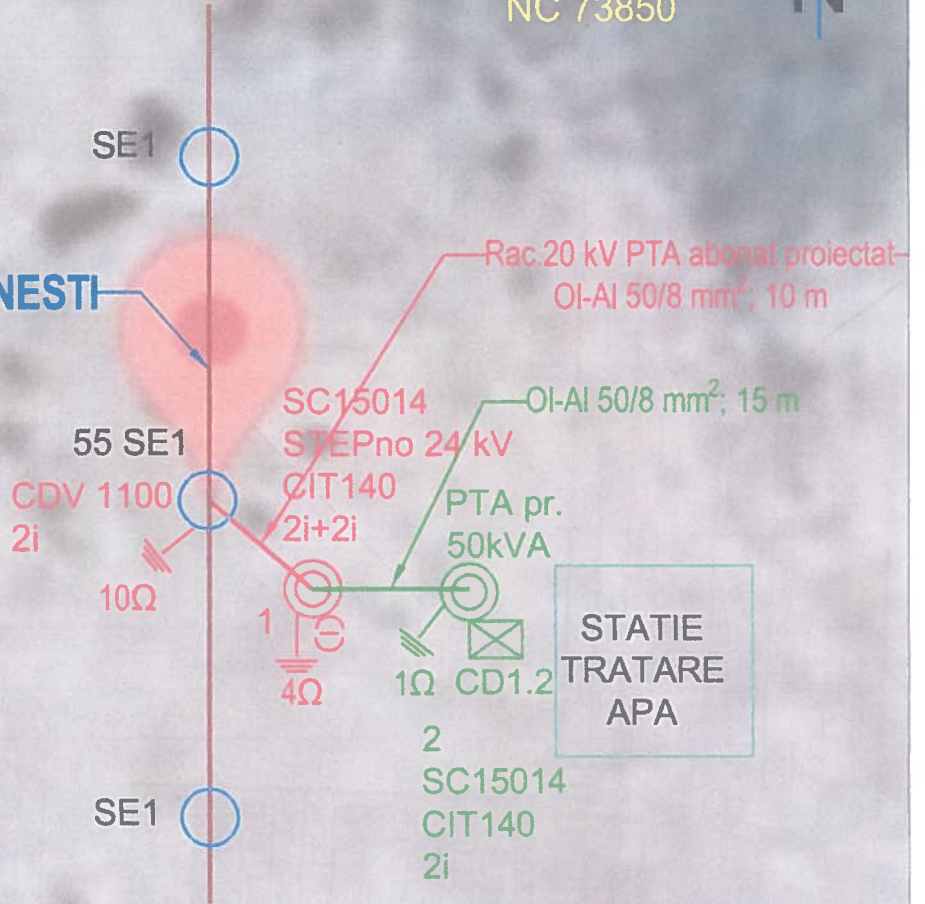 NC 73850
N
SE1
Rac.20 kV PTA abonat proiectat
Ol-Al 50/8 mm²; 10 m
NESTI
SC15014
STEPno 24 kV
CIT140
2i+2i
Ol-Al 50/8 mm²; 15 m
55 SE1
CDV 1100
2i
PTA pr.
50kVA
10Ω
1
4Ω
1Ω
CD1.2
STATIE
TRATARE
APA
2
SC15014
CIT140
2i
SE1